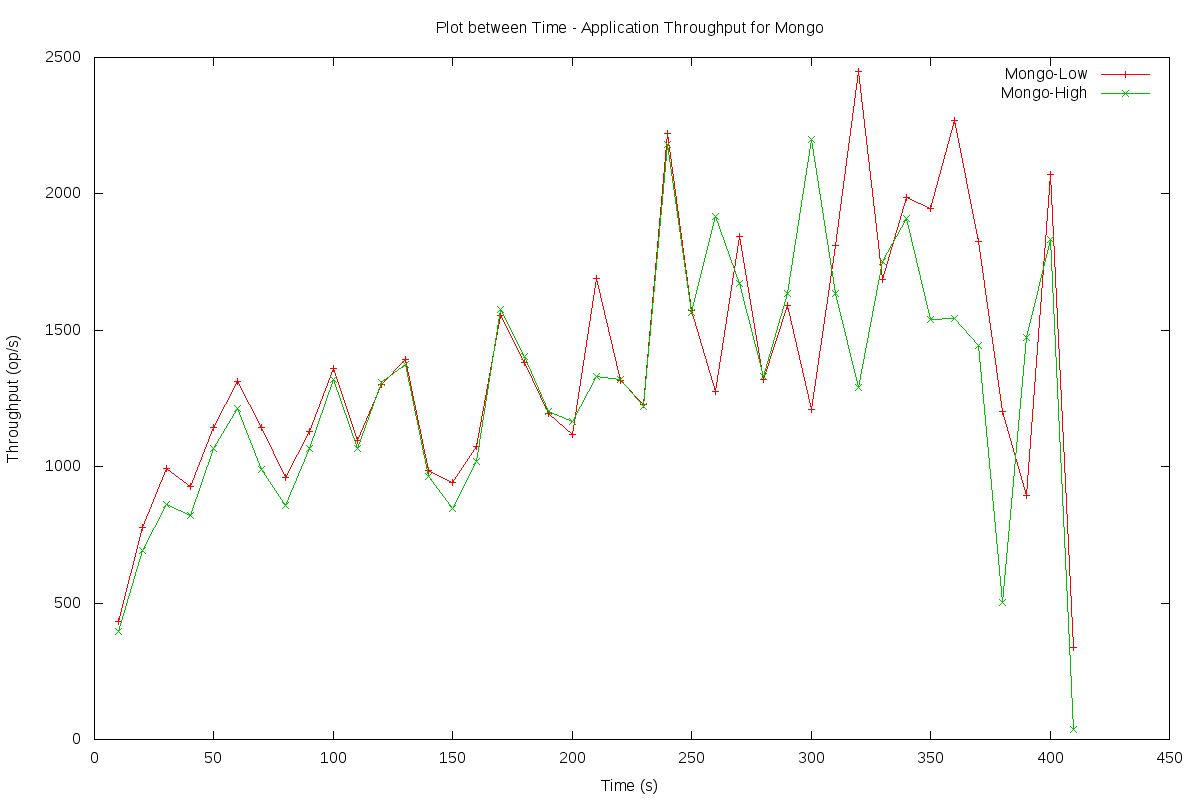 Plot between Time - Application Throughput for Mongo
Mongo-Low
Mongo-High
Throughput (op/s)
2500
2000
1500
1000
500
0
0 50 100 150 200 250 300 350 400 450
Time (s)